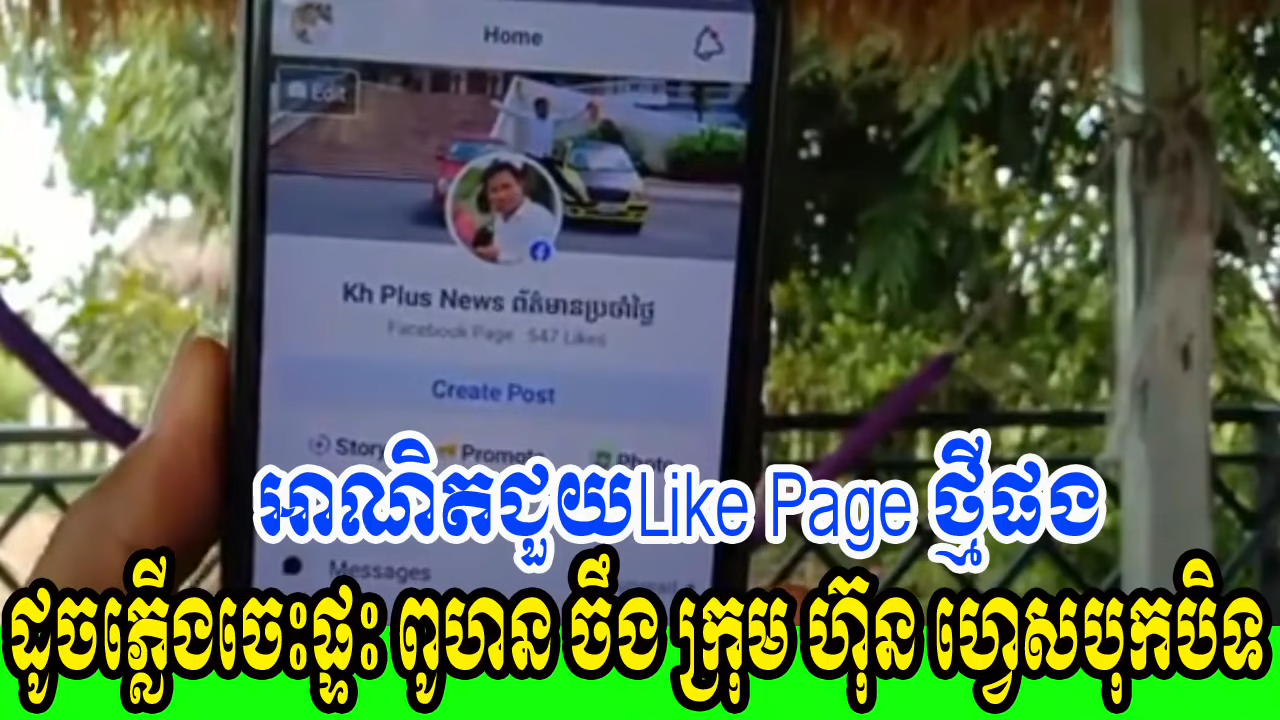 Home
Edit
Kh Plus News ព័ត៌មានប្រចាំថ្ងៃ
Facebook Page 547 Likes
Create Post
Story Promote Photo
អាណិតជួយLike Page ថ្មីផង
Messages
ដូចភ្លើងចេះផ្ទះ ពូហាន ចឹង ក្រុម ហ៊ុន ហ្វេសបុកបិទ